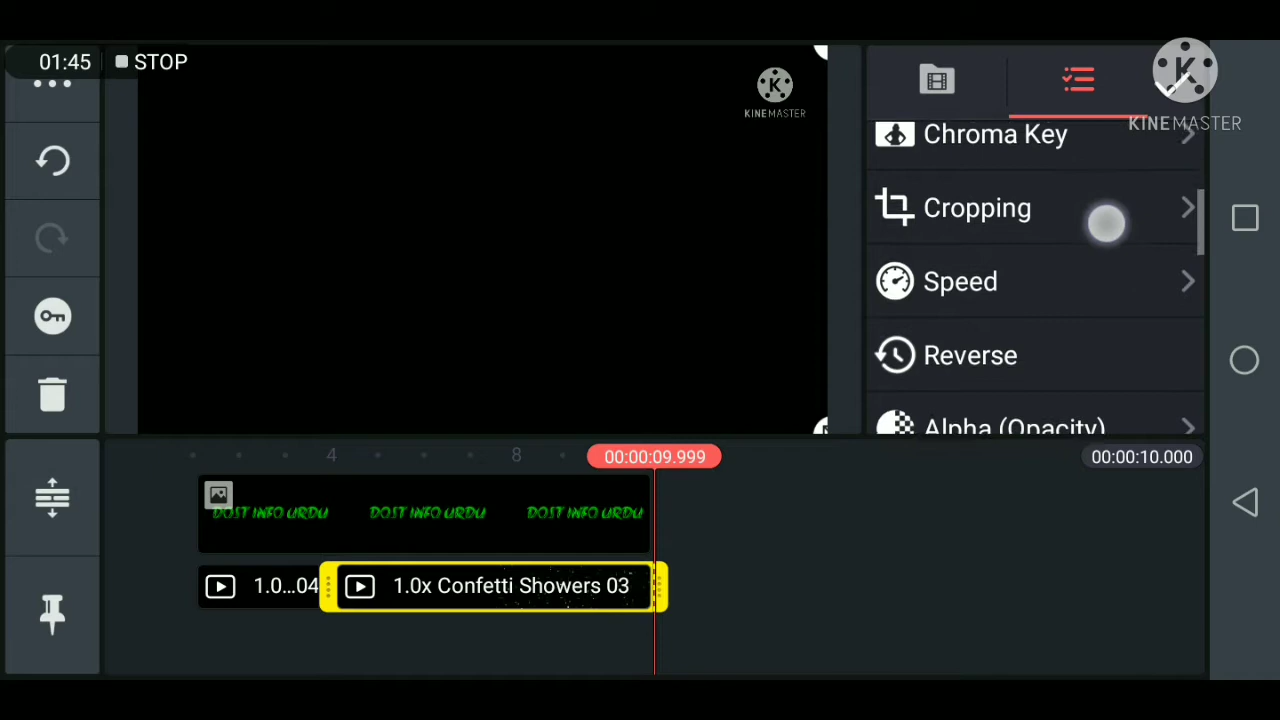 01:45 STOP
KINEMASTER
KINEMASTER
Chroma Key
Cropping
Speed
Reverse
Alpha (Opacity)
4 8 00:00:09.999 00:00:10.000
DOST INFO URDU DOST INFO URDU DOST INFO URDU
1.0...04 1.0x Confetti Showers 03